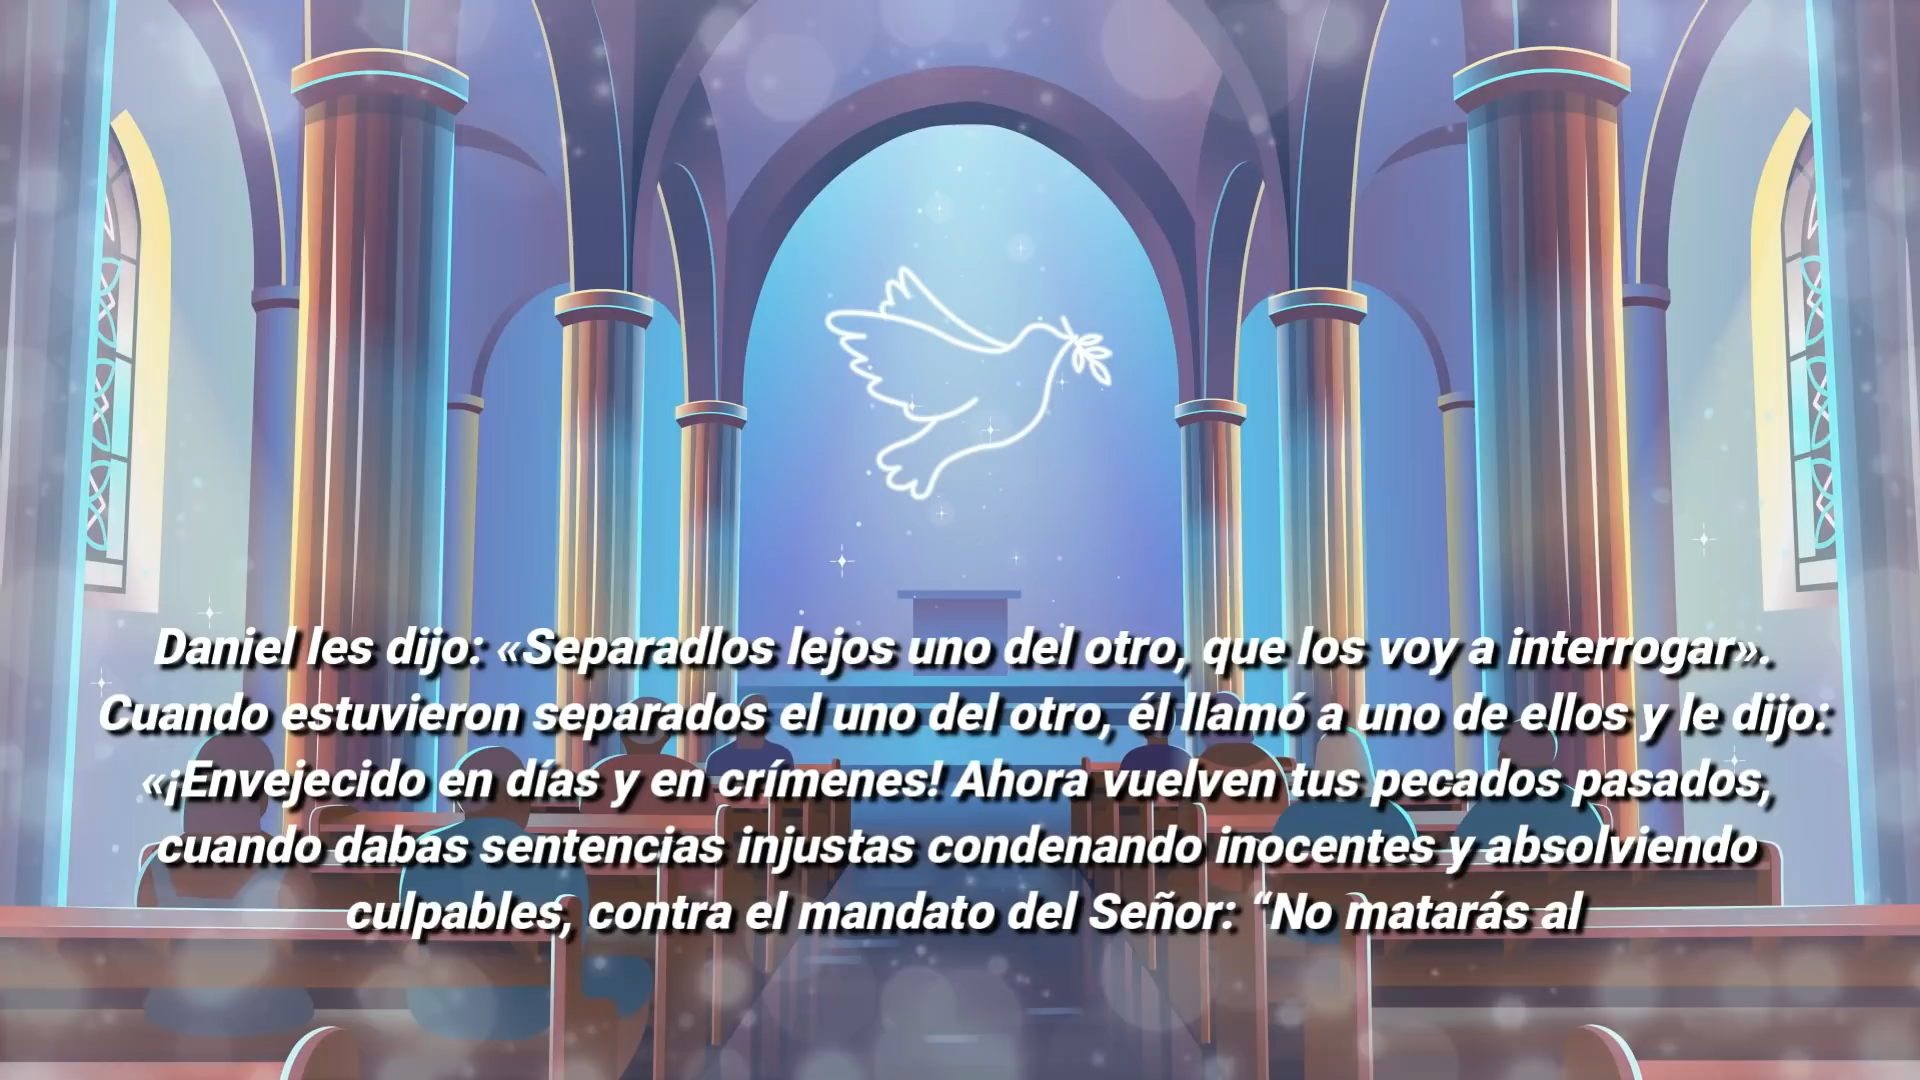 Daniel les dijo: «Separadlos lejos uno del otro, que los voy a interrogar».
Cuando estuvieron separados el uno del otro, él llamó a uno de ellos y le dijo:
«¡Envejecido en días y en crímenes! Ahora vuelven tus pecados pasados,
cuando dabas sentencias injustas condenando inocentes y absolviendo
culpables, contra el mandato del Señor: “No matarás al